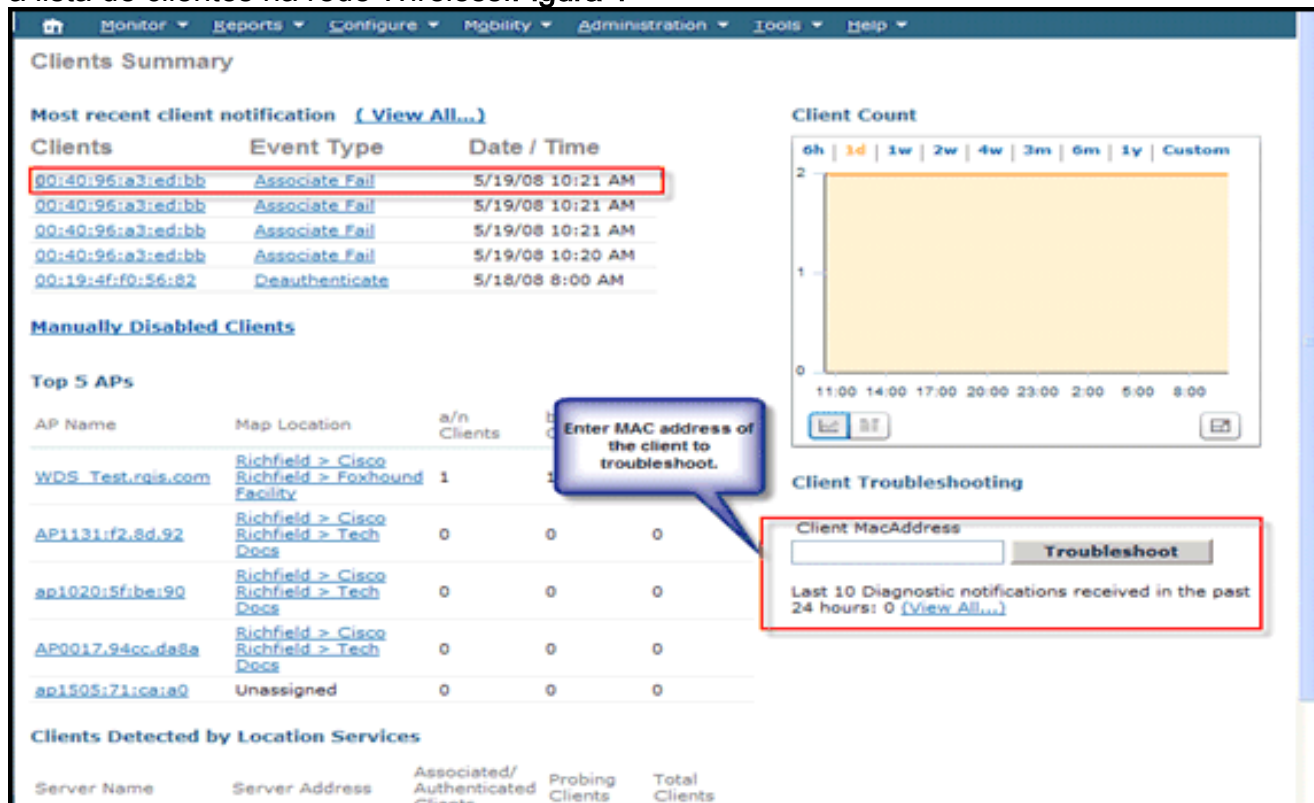 a lista de clientes na rede Wireless.Figura 4
Monitor Reports Configure Mobility Administration Tools Help
Clients Summary
Most recent client notification ( View All...)
Clients Event Type Date / Time
00:40:96:a3:ed:bb Associate Fail 5/19/08 10:21 AM
00:40:96:a3:ed:bb Associate Fail 5/19/08 10:21 AM
00:40:96:a3:ed:bb Associate Fail 5/19/08 10:21 AM
00:40:96:a3:ed:bb Associate Fail 5/19/08 10:20 AM
00:19:4f:f0:56:82 Deauthenticate 5/18/08 8:00 AM
Manually Disabled Clients
Top 5 APs
AP Name Map Location a/n Clients
WDS_Test.rqis.com Richfield > Cisco Richfield > Foxhound Facility 1 1
AP1131:f2.8d.92 Richfield > Cisco Richfield > Tech Docs 0 0 0
ap1020:5f:be:90 Richfield > Cisco Richfield > Tech Docs 0 0 0
AP0017.94cc.da8a Richfield > Cisco Richfield > Tech Docs 0 0 0
ap1505:71:ca:a0 Unassigned 0 0 0
Clients Detected by Location Services
Server Name Server Address Associated/ Authenticated Clients Probing Clients Total Clients
Client Count
6h | 1d | 1w | 2w | 4w | 3m | 6m | 1y | Custom
2
1
0
11:00 14:00 17:00 20:00 23:00 2:00 5:00 8:00
Enter MAC address of
the client to
troubleshoot.
Client Troubleshooting
Client MacAddress
Troubleshoot
Last 10 Diagnostic notifications received in the past
24 hours: 0 (View All...)